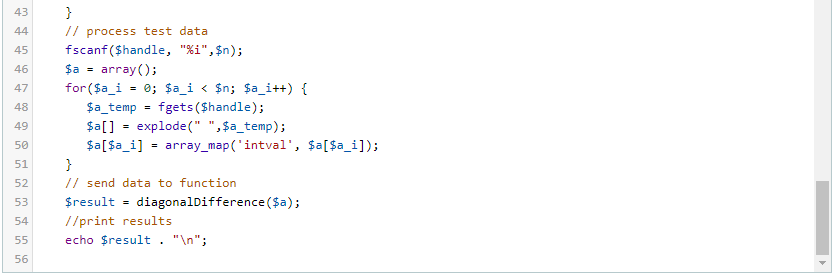 43 }
44 // process test data
45 fscanf($handle, "%i",$n);
46 $a = array();
47 for($a_i = 0; $a_i < $n; $a_i++) {
48 $a_temp = fgets($handle);
49 $a[] = explode(" ",$a_temp);
50 $a[$a_i] = array_map('intval', $a[$a_i]);
51 }
52 // send data to function
53 $result = diagonalDifference($a);
54 //print results
55 echo $result . "\n";
56